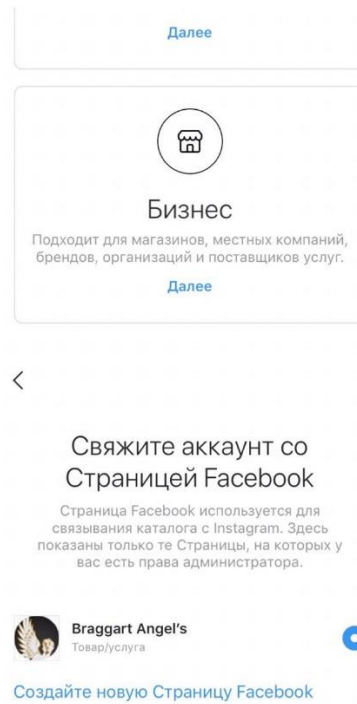 Далее
Бизнес
Подходит для магазинов, местных компаний,
брендов, организаций и поставщиков услуг.
Далее
Свяжите аккаунт со
Страницей Facebook
Страница Facebook используется для
связывания каталога с Instagram. Здесь
показаны только те Страницы, на которых у
вас есть права администратора.
Braggart Angel's
Товар/услуга
Создайте новую Страницу Facebook